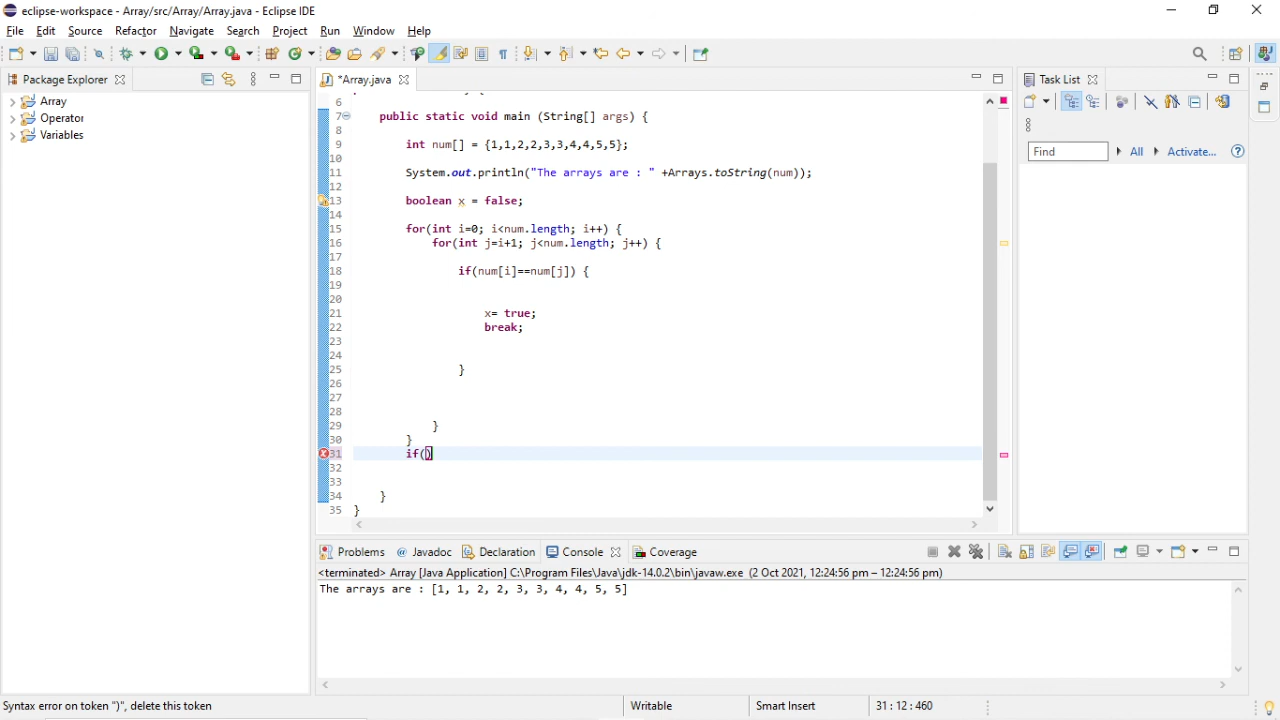 eclipse-workspace - Array/src/Array/Array.java - Eclipse IDE
File Edit Source Refactor Navigate Search Project Run Window Help
Package Explorer
Array
Operator
Variables
*Array.java
6
7 public static void main (String[] args) {
8
9 int num[] = {1,1,2,2,3,3,4,4,5,5};
10
11 System.out.println("The arrays are : " +Arrays.toString(num));
12
13 boolean x = false;
14
15 for(int i=0; i<num.length; i++) {
16 for(int j=i+1; j<num.length; j++) {
17
18 if(num[i]==num[j]) {
19
20
21 x= true;
22 break;
23
24
25 }
26
27
28
29 }
30 }
31 if()
32
33
34 }
35 }
Task List
Find All Activate...
Problems Javadoc Declaration Console Coverage
<terminated> Array [Java Application] C:\Program Files\Java\jdk-14.0.2\bin\javaw.exe (2 Oct 2021, 12:24:56 pm – 12:24:56 pm)
The arrays are : [1, 1, 2, 2, 3, 3, 4, 4, 5, 5]
Syntax error on token ")", delete this token Writable Smart Insert 31 : 12 : 460